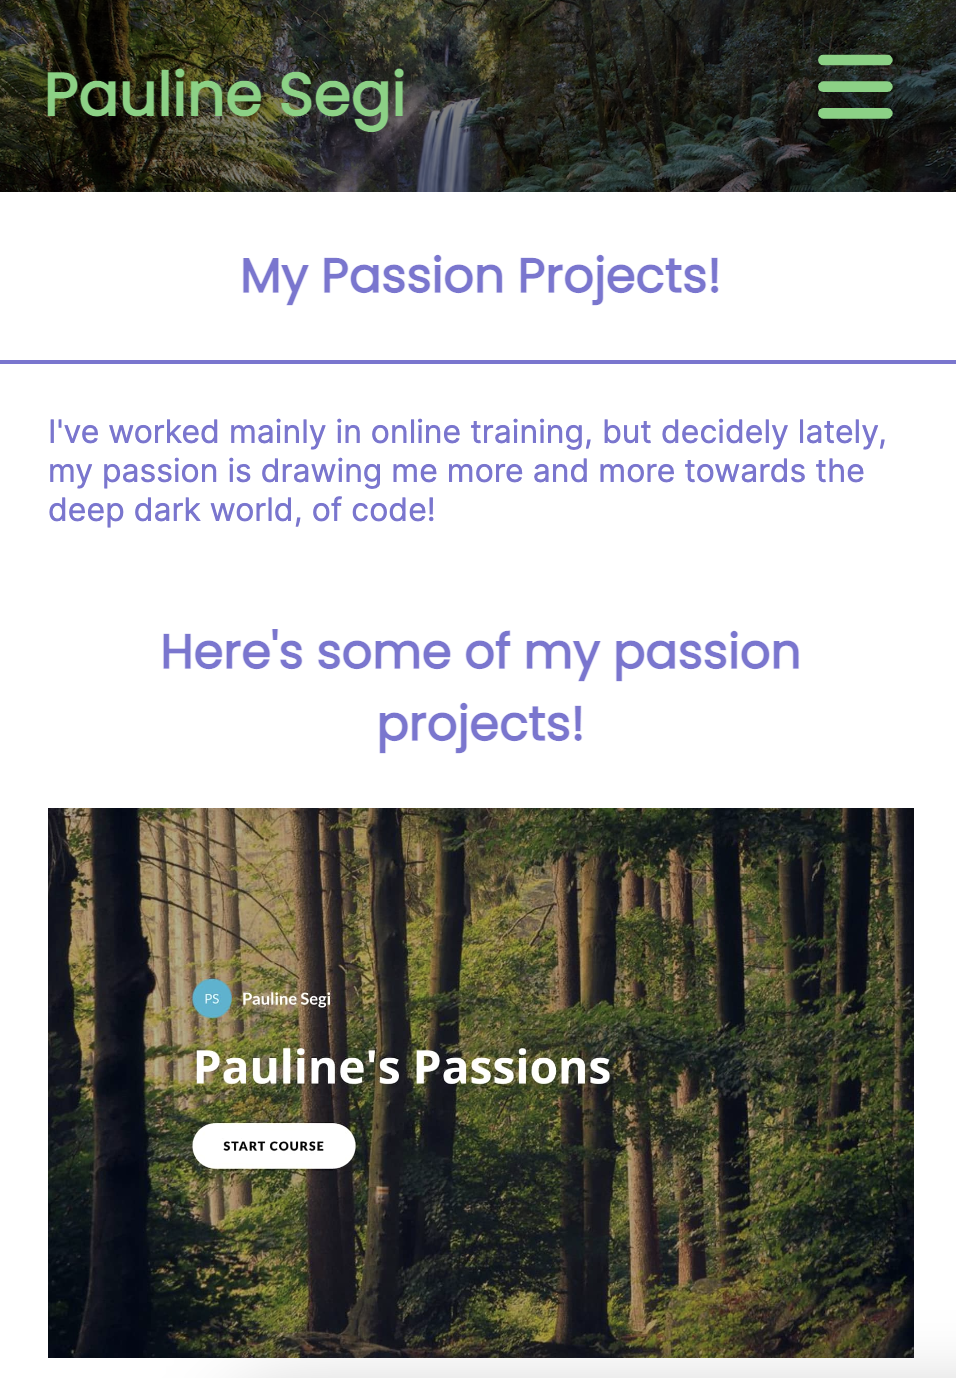 Pauline Segi
My Passion Projects!
I've worked mainly in online training, but decidely lately,
my passion is drawing me more and more towards the
deep dark world, of code!
Here's some of my passion
projects!
PS Pauline Segi
Pauline's Passions
START COURSE